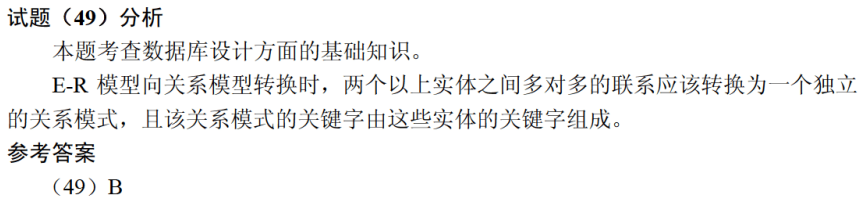 试题（49）分析
本题考查数据库设计方面的基础知识。
E-R 模型向关系模型转换时，两个以上实体之间多对多的联系应该转换为一个独立
的关系模式，且该关系模式的关键字由这些实体的关键字组成。
参考答案
（49）B